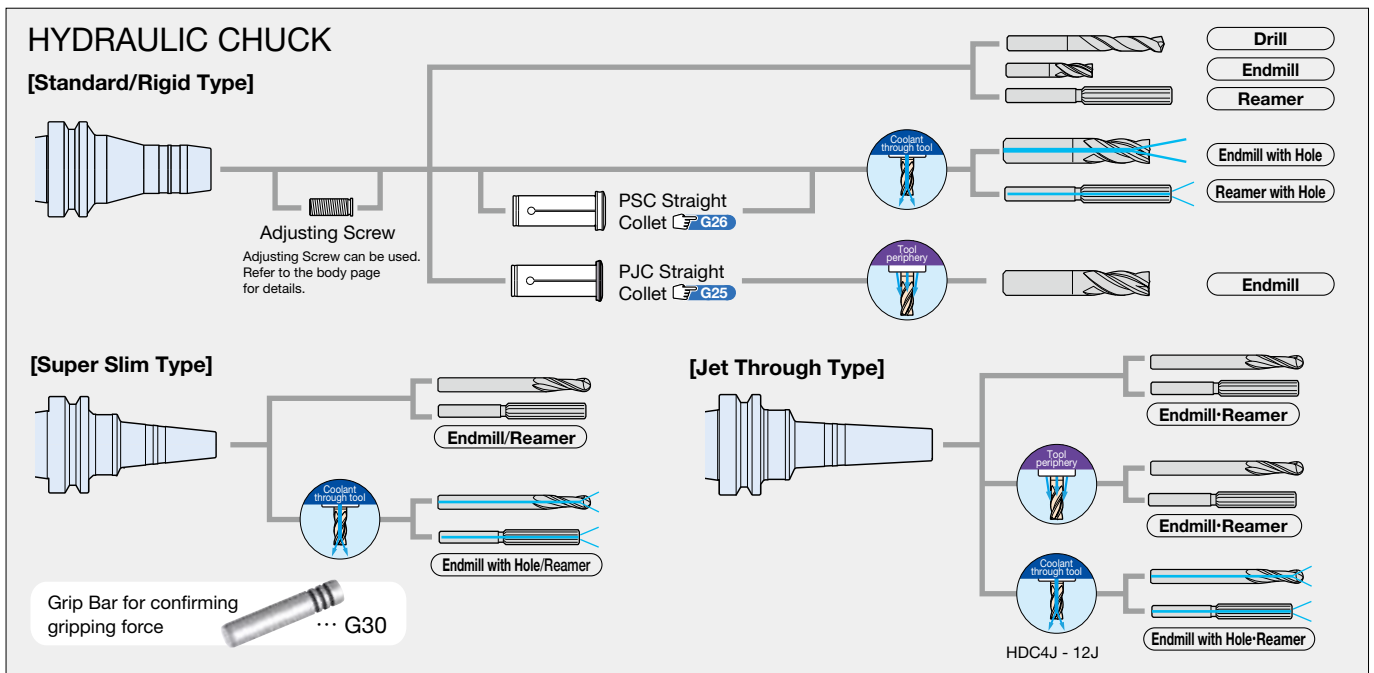 HYDRAULIC CHUCK
[Standard/Rigid Type]
Drill
Endmill
Reamer
Adjusting Screw
Adjusting Screw can be used.
Refer to the body page
for details.
PSC Straight
Collet G26
Coolant
through tool
Endmill with Hole
Reamer with Hole
PJC Straight
Collet G25
Tool
periphery
Endmill
[Super Slim Type]
Endmill/Reamer
Coolant
through tool
Endmill with Hole/Reamer
Grip Bar for confirming
gripping force
··· G30
[Jet Through Type]
Endmill·Reamer
Tool
periphery
Endmill·Reamer
Coolant
through tool
HDC4J - 12J
Endmill with Hole·Reamer